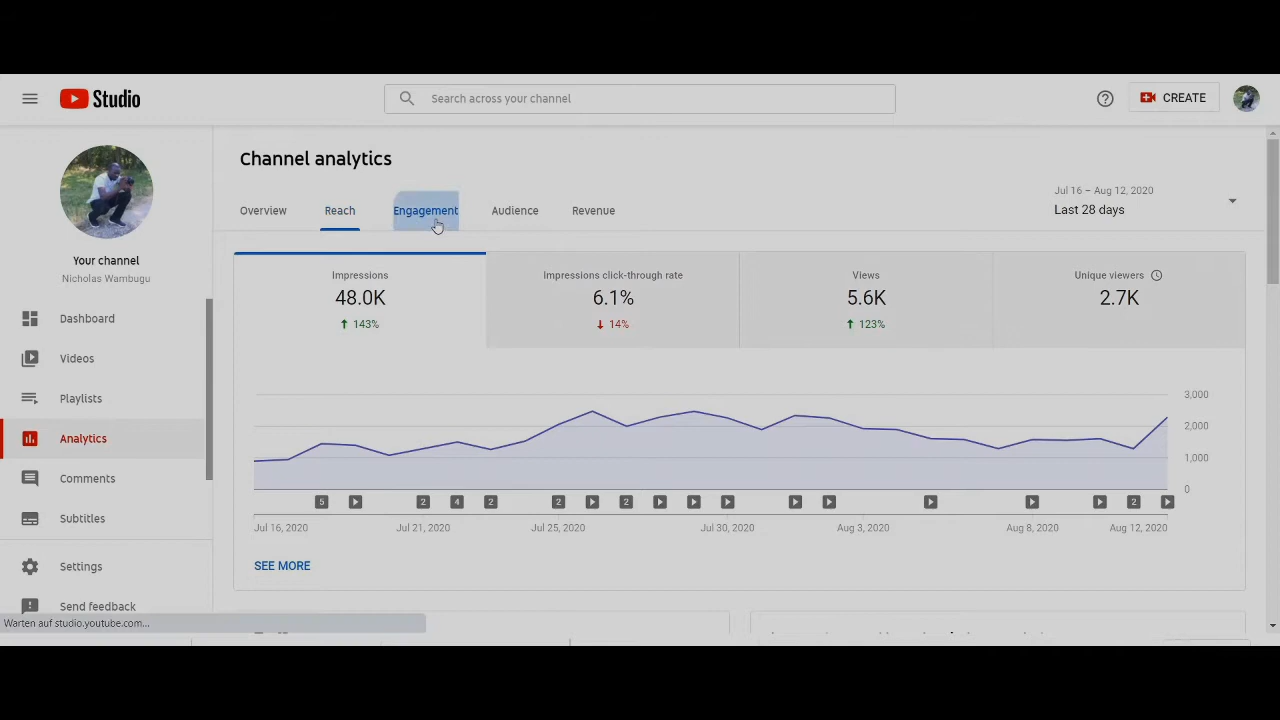 Studio
Search across your channel
CREATE
Channel analytics
Your channel
Nicholas Wambugu
Overview
Reach
Engagement
Audience
Revenue
Jul 16 – Aug 12, 2020
Last 28 days
Dashboard
Videos
Playlists
Analytics
Comments
Subtitles
Settings
Send feedback
Impressions
48.0K
143%
Impressions click-through rate
6.1%
14%
Views
5.6K
123%
Unique viewers
2.7K
3,000
2,000
1,000
0
5 2 4 2 2 2 2
Jul 16, 2020
Jul 21, 2020
Jul 25, 2020
Jul 30, 2020
Aug 3, 2020
Aug 8, 2020
Aug 12, 2020
SEE MORE
Warten auf studio.youtube.com...